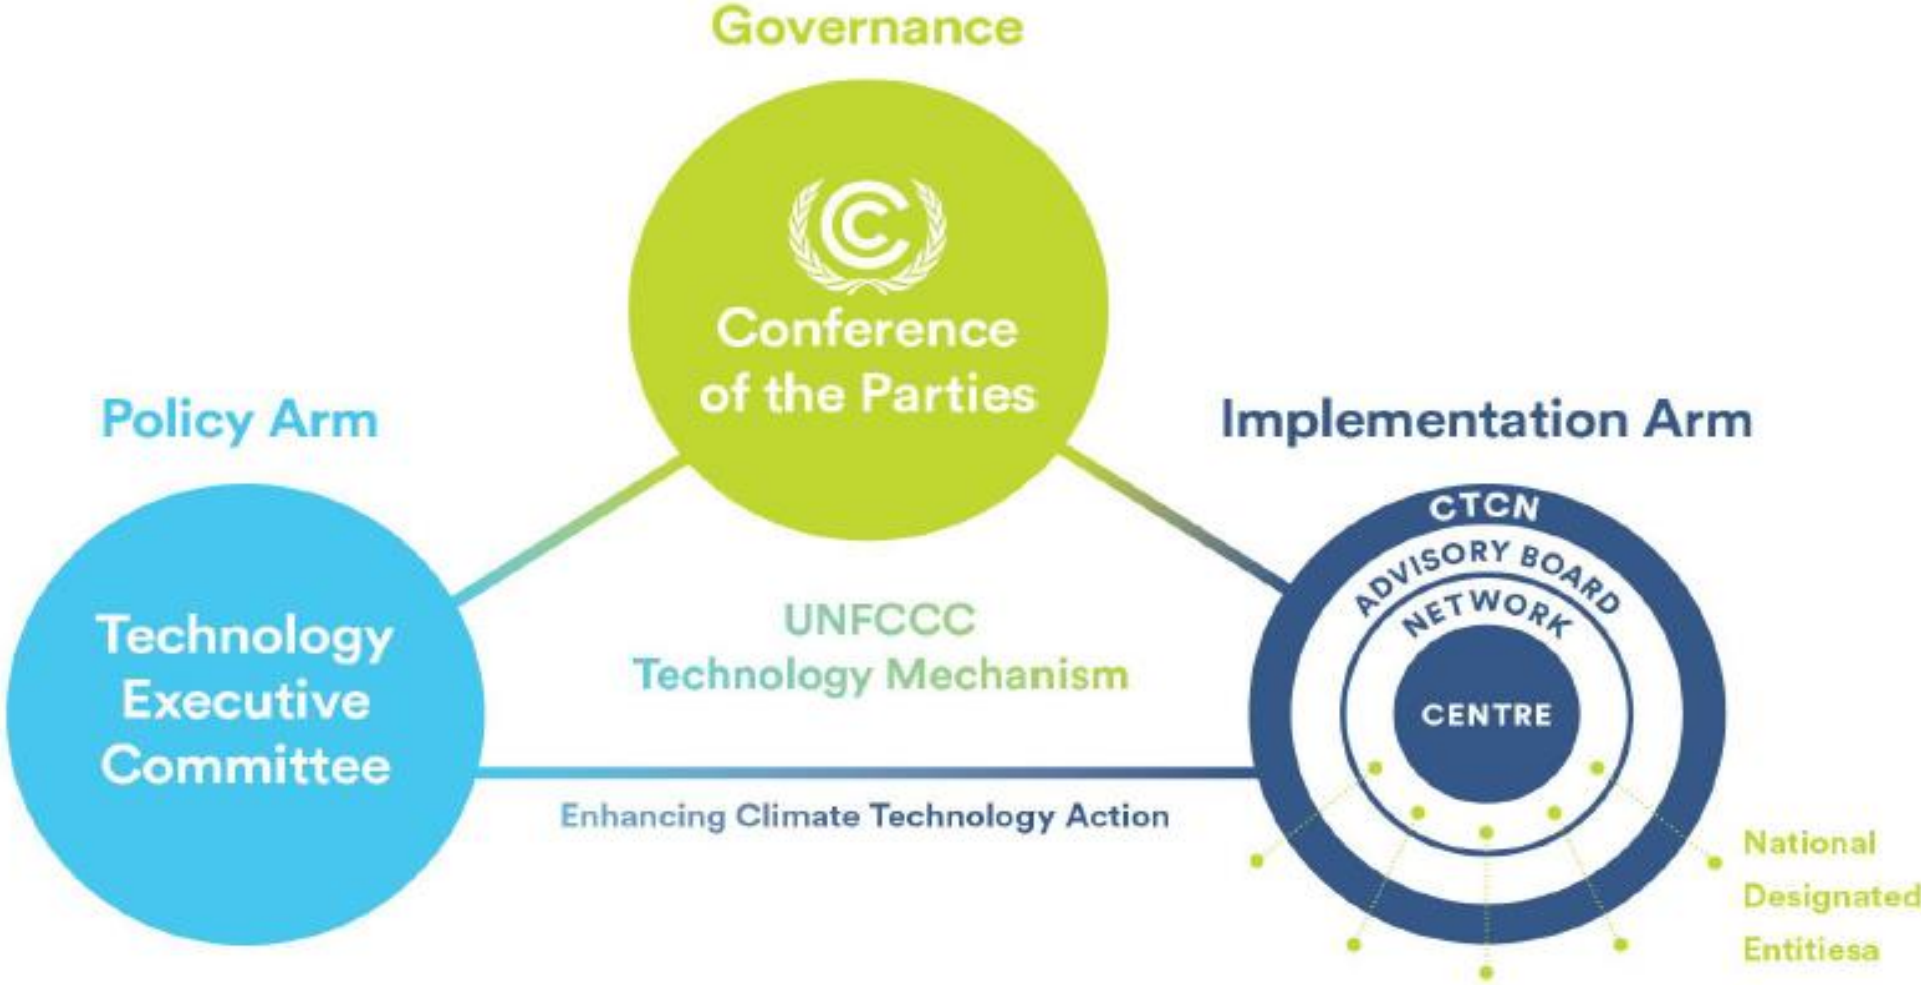 Governance
Conference
of the Parties
Policy Arm
Technology
Executive
Committee
Implementation Arm
CTCN
ADVISORY BOARD
NETWORK
CENTRE
UNFCCC
Technology Mechanism
Enhancing Climate Technology Action
National
Designated
Entitiesa